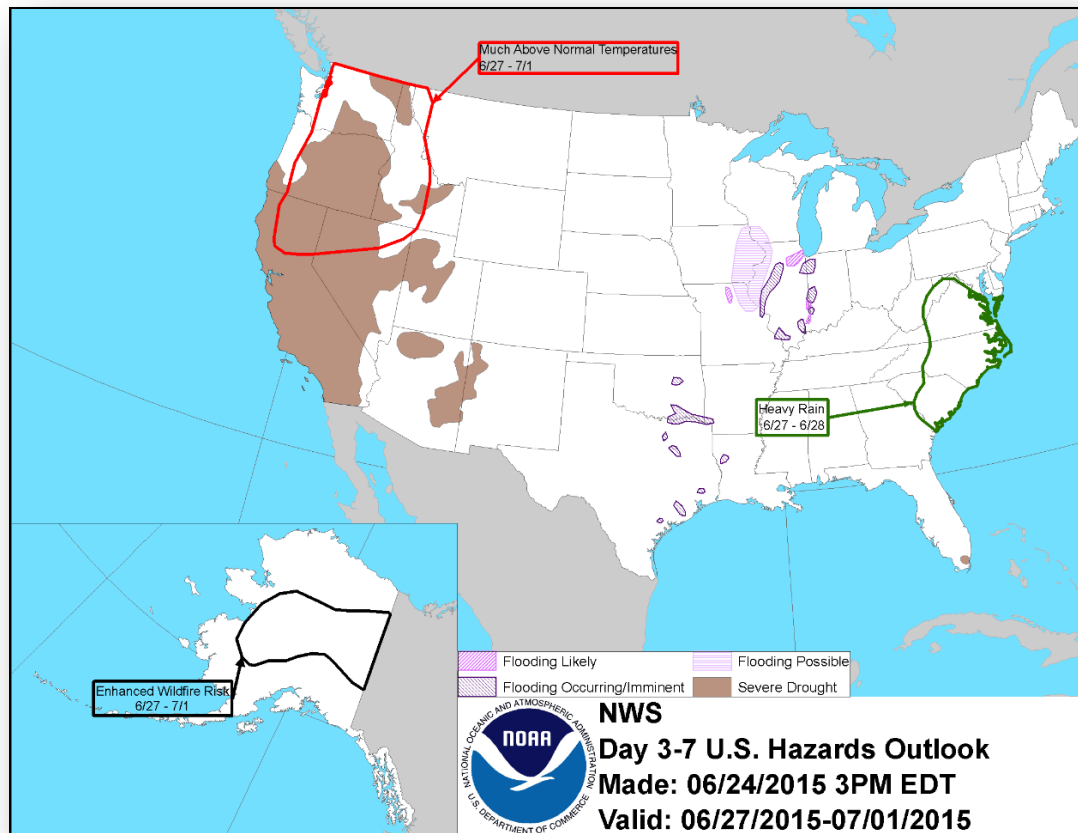 Much Above Normal Temperatures
6/27 - 7/1
Heavy Rain
6/27 - 6/28
Enhanced Wildfire Risk
6/27 - 7/1
Flooding Likely
Flooding Possible
Flooding Occurring/Imminent
Severe Drought
NATIONAL OCEANIC AND ATMOSPHERIC ADMINISTRATION
NOAA
U.S. DEPARTMENT OF COMMERCE
NWS
Day 3-7 U.S. Hazards Outlook
Made: 06/24/2015 3PM EDT
Valid: 06/27/2015-07/01/2015